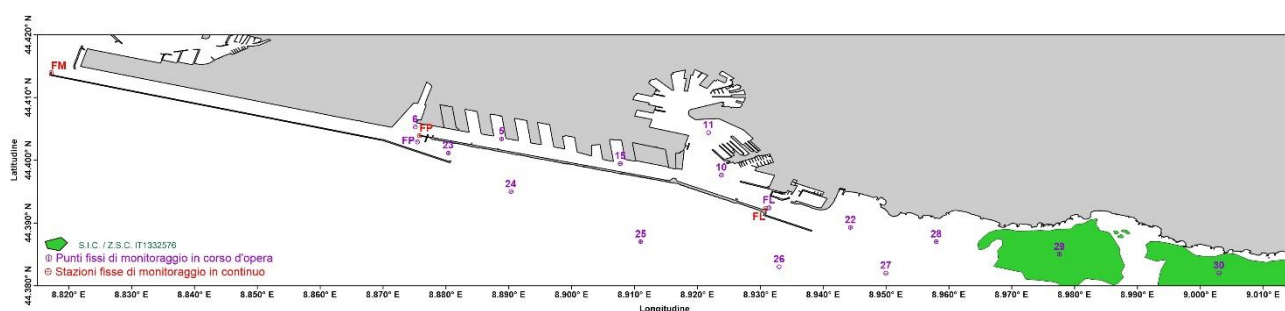 44.420° N
44.410° N
44.400° N
44.390° N
44.380° N
Latitudine
FM
6
FP
FP
23
5
15
11
10
24
FL
FL
25
22
28
26
27
29
30
S.I.C. / Z.S.C. IT1332576
Punti fissi di monitoraggio in corso d'opera
Stazioni fisse di monitoraggio in continuo
8.820° E 8.830° E 8.840° E 8.850° E 8.860° E 8.870° E 8.880° E 8.890° E 8.900° E 8.910° E 8.920° E 8.930° E 8.940° E 8.950° E 8.960° E 8.970° E 8.980° E 8.990° E 9.000° E 9.010° E
Longitudine